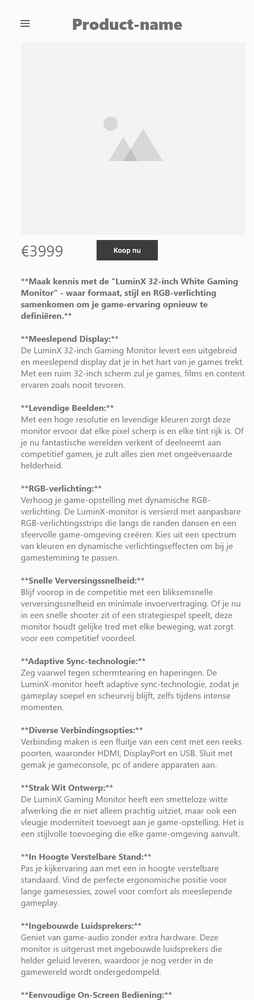 Product-name
€3999
Koop nu
**Maak kennis met de "LuminX 32-inch White Gaming
Monitor" - waar formaat, stijl en RGB-verlichting
samenkomen om je game-ervaring opnieuw te
definiëren.**
**Meeslepend Display:**
De LuminX 32-inch Gaming Monitor levert een uitgebreid
en meeslepend display dat je in het hart van je games trekt.
Met een ruim 32-inch scherm zul je games, films en content
ervaren zoals nooit tevoren.
**Levendige Beelden:**
Met een hoge resolutie en levendige kleuren zorgt deze
monitor ervoor dat elke pixel scherp is en elke tint rijk is. Of
je nu fantastische werelden verkent of deelneemt aan
competitief gamen, je zult alles zien met ongeëvenaarde
helderheid.
**RGB-verlichting:**
Verhoog je game-opstelling met dynamische RGB-
verlichting. De LuminX-monitor is versierd met aanpasbare
RGB-verlichtingsstrips die langs de randen dansen en een
sfeervolle game-omgeving creëren. Kies uit een spectrum
van kleuren en dynamische verlichtingseffecten om bij je
gamestemming te passen.
**Snelle Verversingssnelheid:**
Blijf voorop in de competitie met een bliksemsnelle
verversingssnelheid en minimale invoervertraging. Of je nu
in een snelle shooter zit of een strategiespel speelt, deze
monitor houdt gelijke tred met elke beweging, wat zorgt
voor een competitief voordeel.
**Adaptive Sync-technologie:**
Zeg vaarwel tegen schermtearing en haperingen. De
LuminX-monitor heeft adaptive sync-technologie, zodat je
gameplay soepel en scheurvrij blijft, zelfs tijdens intense
momenten.
**Diverse Verbindingsopties:**
Verbinding maken is een fluitje van een cent met een reeks
poorten, waaronder HDMI, DisplayPort en USB. Sluit met
gemak je gameconsole, pc of andere apparaten aan.
**Strak Wit Ontwerp:**
De LuminX Gaming Monitor heeft een smetteloze witte
afwerking die er niet alleen prachtig uitziet, maar ook een
vleugje moderniteit toevoegt aan je game-opstelling. Het is
een stijlvolle toevoeging die elke game-omgeving aanvult.
**In Hoogte Verstelbare Stand:**
Pas je kijkervaring aan met een in hoogte verstelbare
standaard. Vind de perfecte ergonomische positie voor
lange gamesessies, zowel voor comfort als meeslepende
gameplay.
**Ingebouwde Luidsprekers:**
Geniet van game-audio zonder extra hardware. Deze
monitor is uitgerust met ingebouwde luidsprekers die
helder geluid leveren, waardoor je nog verder in de
gamewereld wordt ondergedompeld.
**Eenvoudige On-Screen Bediening:**